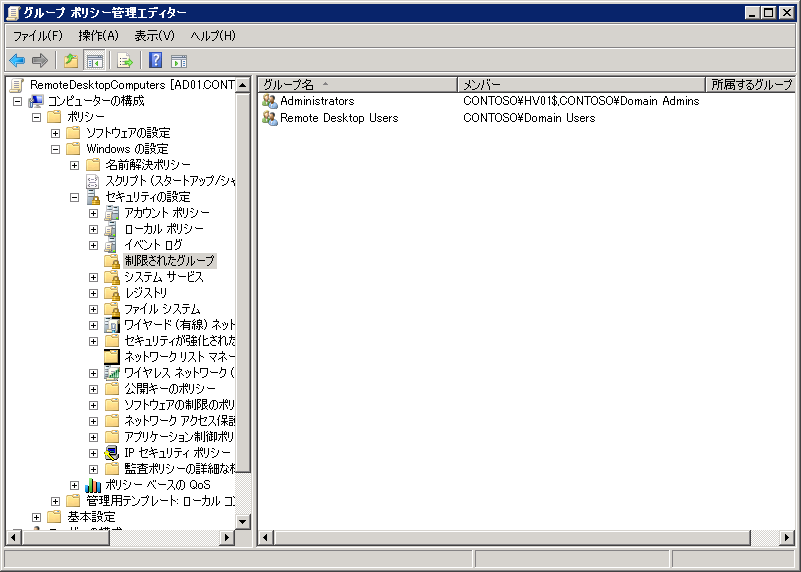 グループ ポリシー管理エディター
ファイル(F) 操作(A) 表示(V) ヘルプ(H)
RemoteDesktopComputers [AD01.CONT
コンピューターの構成
ポリシー
ソフトウェアの設定
Windows の設定
名前解決ポリシー
スクリプト (スタートアップ/シャ
セキュリティの設定
アカウント ポリシー
ローカル ポリシー
イベント ログ
制限されたグループ
システム サービス
レジストリ
ファイル システム
ワイヤード (有線) ネット
セキュリティが強化された
ネットワーク リスト マネー
ワイヤレス ネットワーク (
公開キーのポリシー
ソフトウェアの制限のポリ
ネットワーク アクセス保護
アプリケーション制御ポリ
IP セキュリティ ポリシー
監査ポリシーの詳細な構
ポリシー ベースの QoS
管理用テンプレート: ローカル コン
基本設定
グループ名 メンバー 所属するグループ
Administrators CONTOSO¥HV01$,CONTOSO¥Domain Admins
Remote Desktop Users CONTOSO¥Domain Users